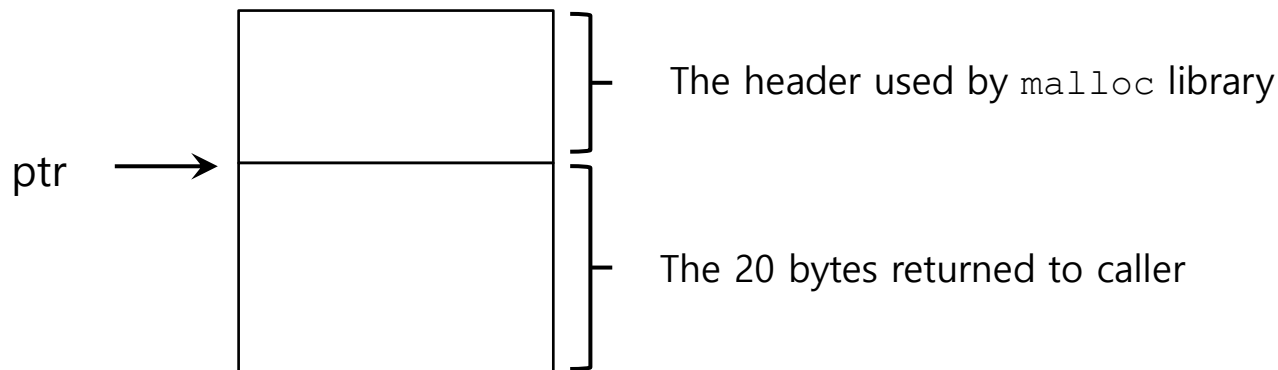 The header used by malloc library
ptr
The 20 bytes returned to caller